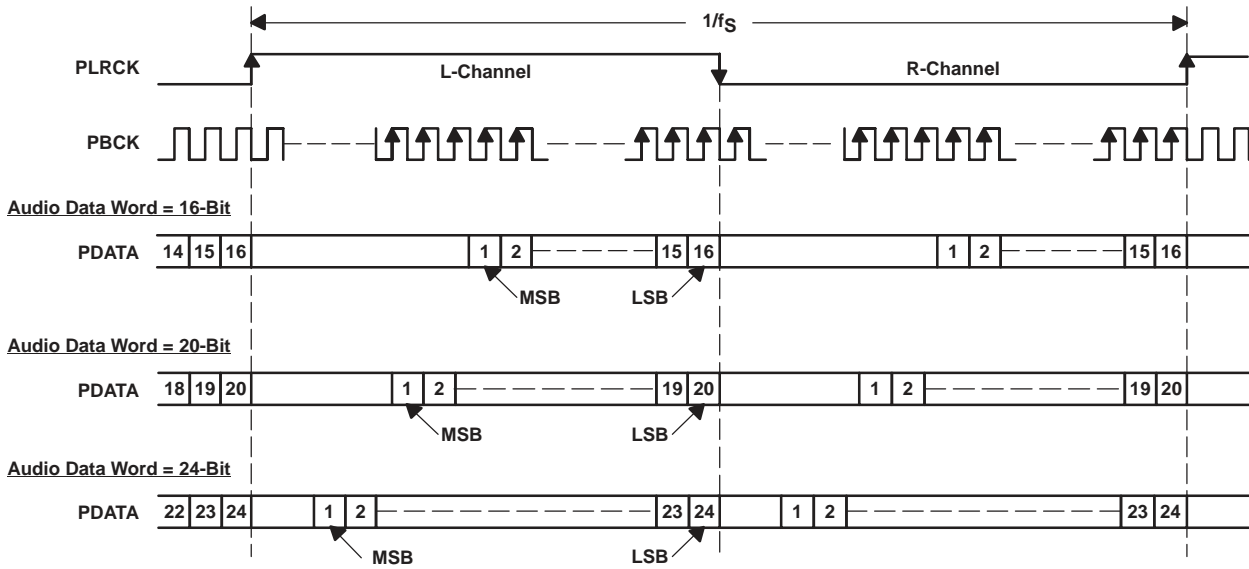 1/fS
PLRCK
L-Channel
R-Channel
PBCK
Audio Data Word = 16-Bit
PDATA 14 15 16 1 2 15 16 1 2 15 16
MSB LSB
Audio Data Word = 20-Bit
PDATA 18 19 20 1 2 19 20 1 2 19 20
MSB LSB
Audio Data Word = 24-Bit
PDATA 22 23 24 1 2 23 24 1 2 23 24
MSB LSB